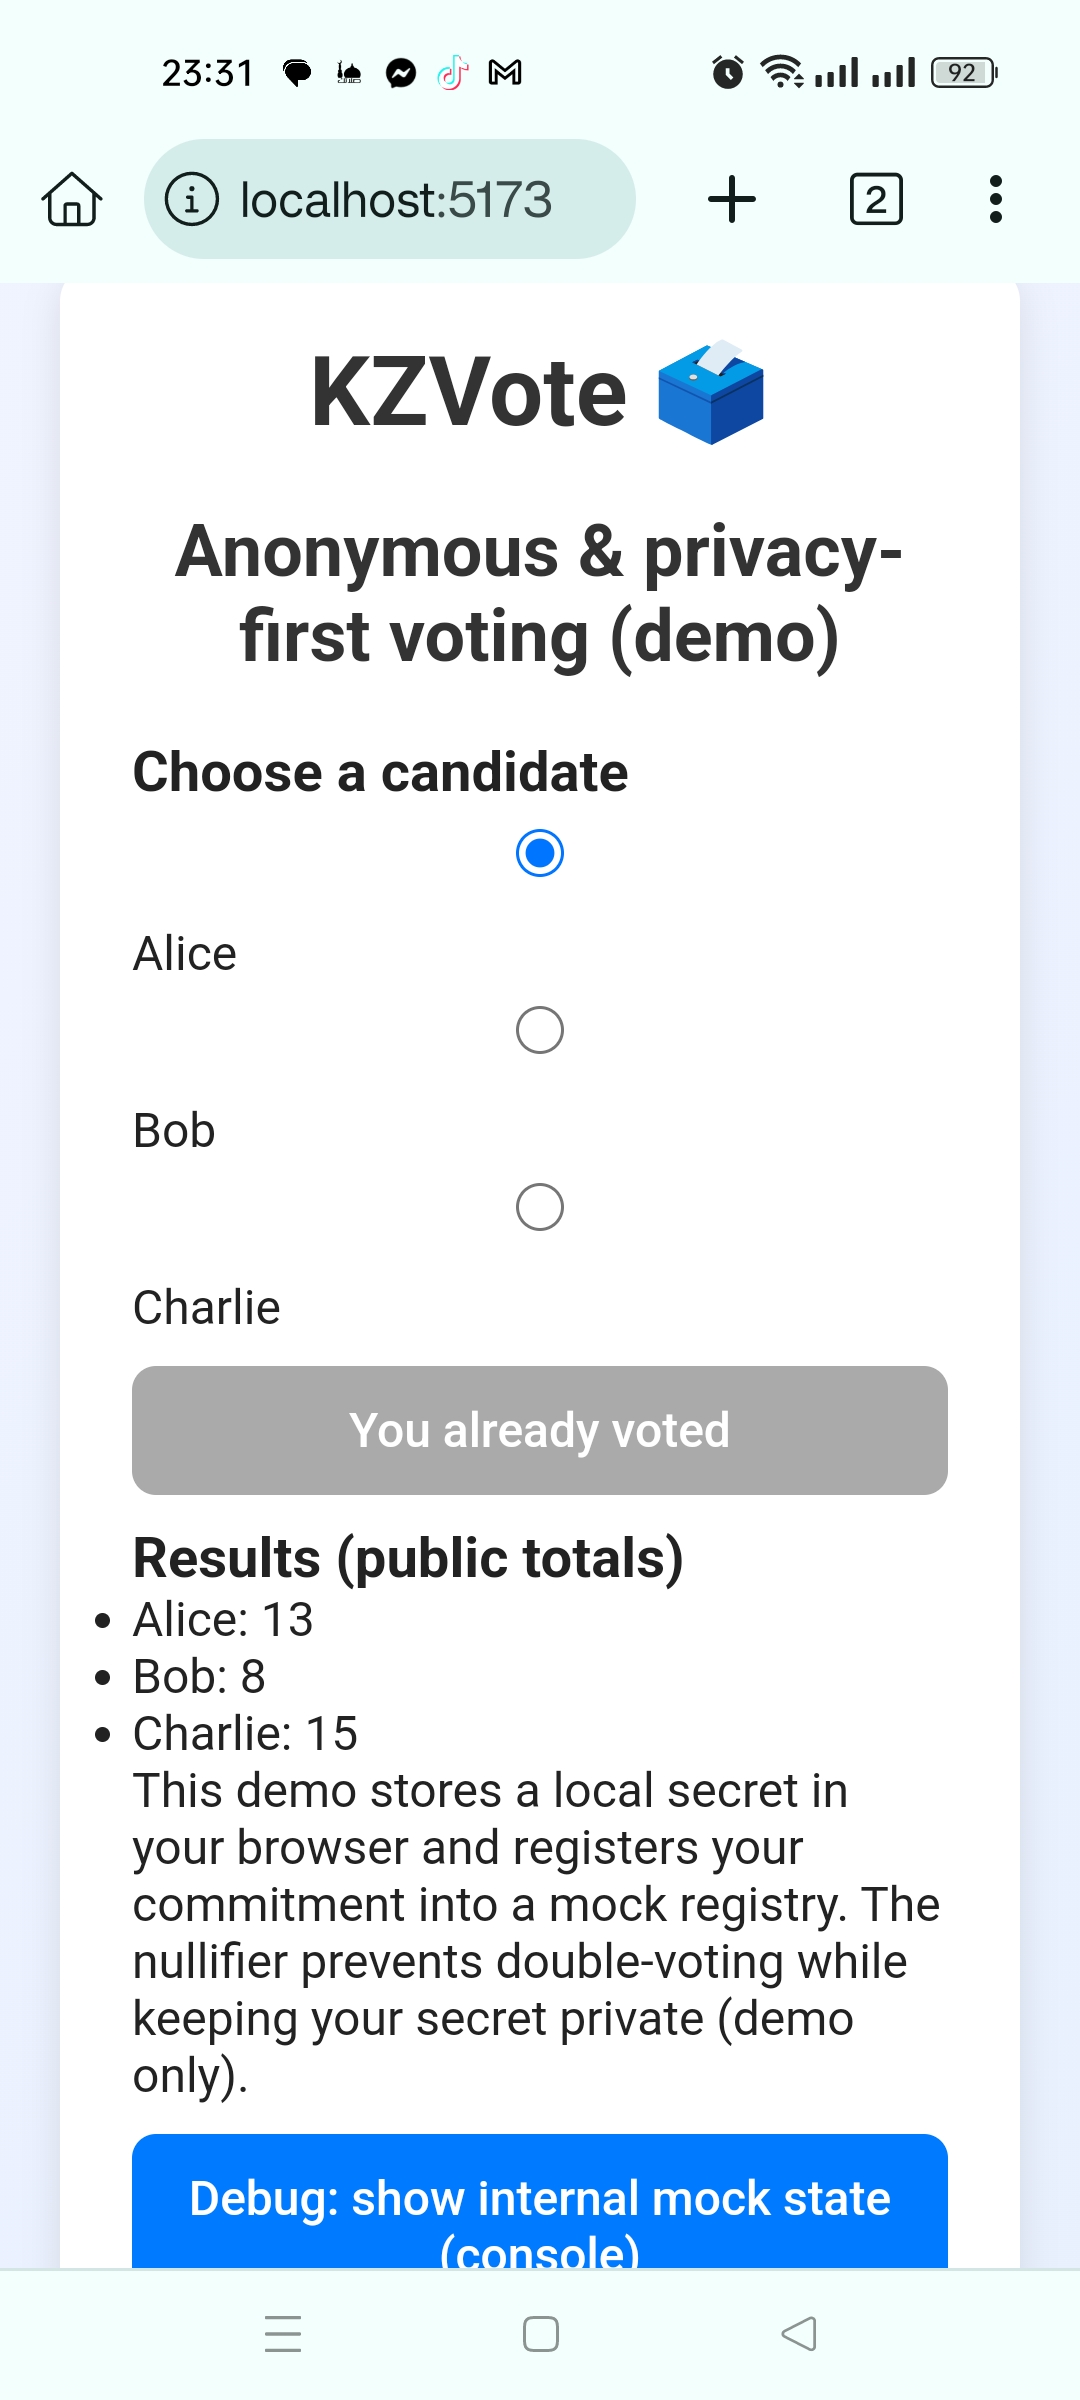 23:31
92
localhost:5173
2
KZVote
Anonymous & privacy-
first voting (demo)
Choose a candidate
Alice
Bob
Charlie
You already voted
Results (public totals)
Alice: 13
Bob: 8
Charlie: 15
This demo stores a local secret in
your browser and registers your
commitment into a mock registry. The
nullifier prevents double-voting while
keeping your secret private (demo
only).
Debug: show internal mock state
(console)